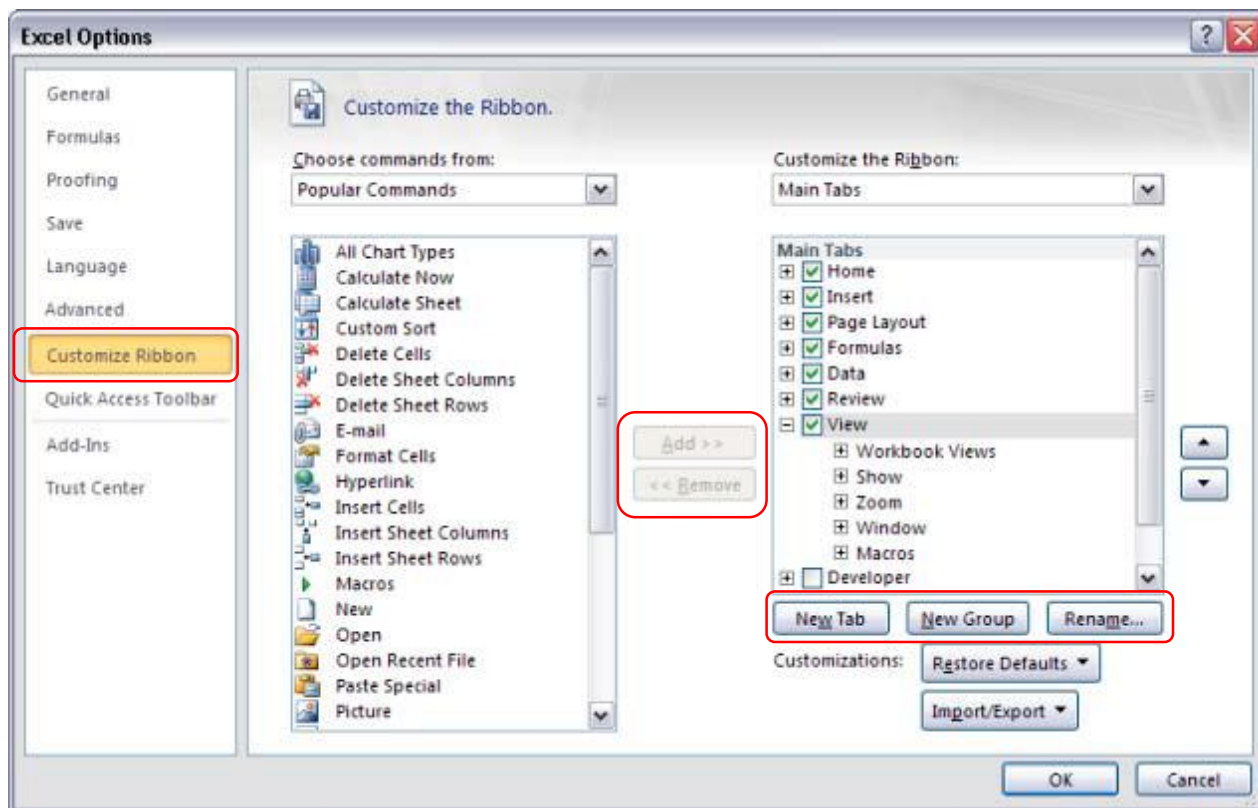 Excel Options
?
General
Formulas
Proofing
Save
Language
Advanced
Customize Ribbon
Quick Access Toolbar
Add-Ins
Trust Center
Customize the Ribbon.
Choose commands from:
Popular Commands
All Chart Types
Calculate Now
Calculate Sheet
Custom Sort
Delete Cells
Delete Sheet Columns
Delete Sheet Rows
E-mail
Format Cells
Hyperlink
Insert Cells
Insert Sheet Columns
Insert Sheet Rows
Macros
New
Open
Open Recent File
Paste Special
Picture
Add >>
<< Remove
Customize the Ribbon:
Main Tabs
Main Tabs
Home
Insert
Page Layout
Formulas
Data
Review
View
Workbook Views
Show
Zoom
Window
Macros
Developer
New Tab New Group Rename...
Customizations: Restore Defaults
Import/Export
OK Cancel